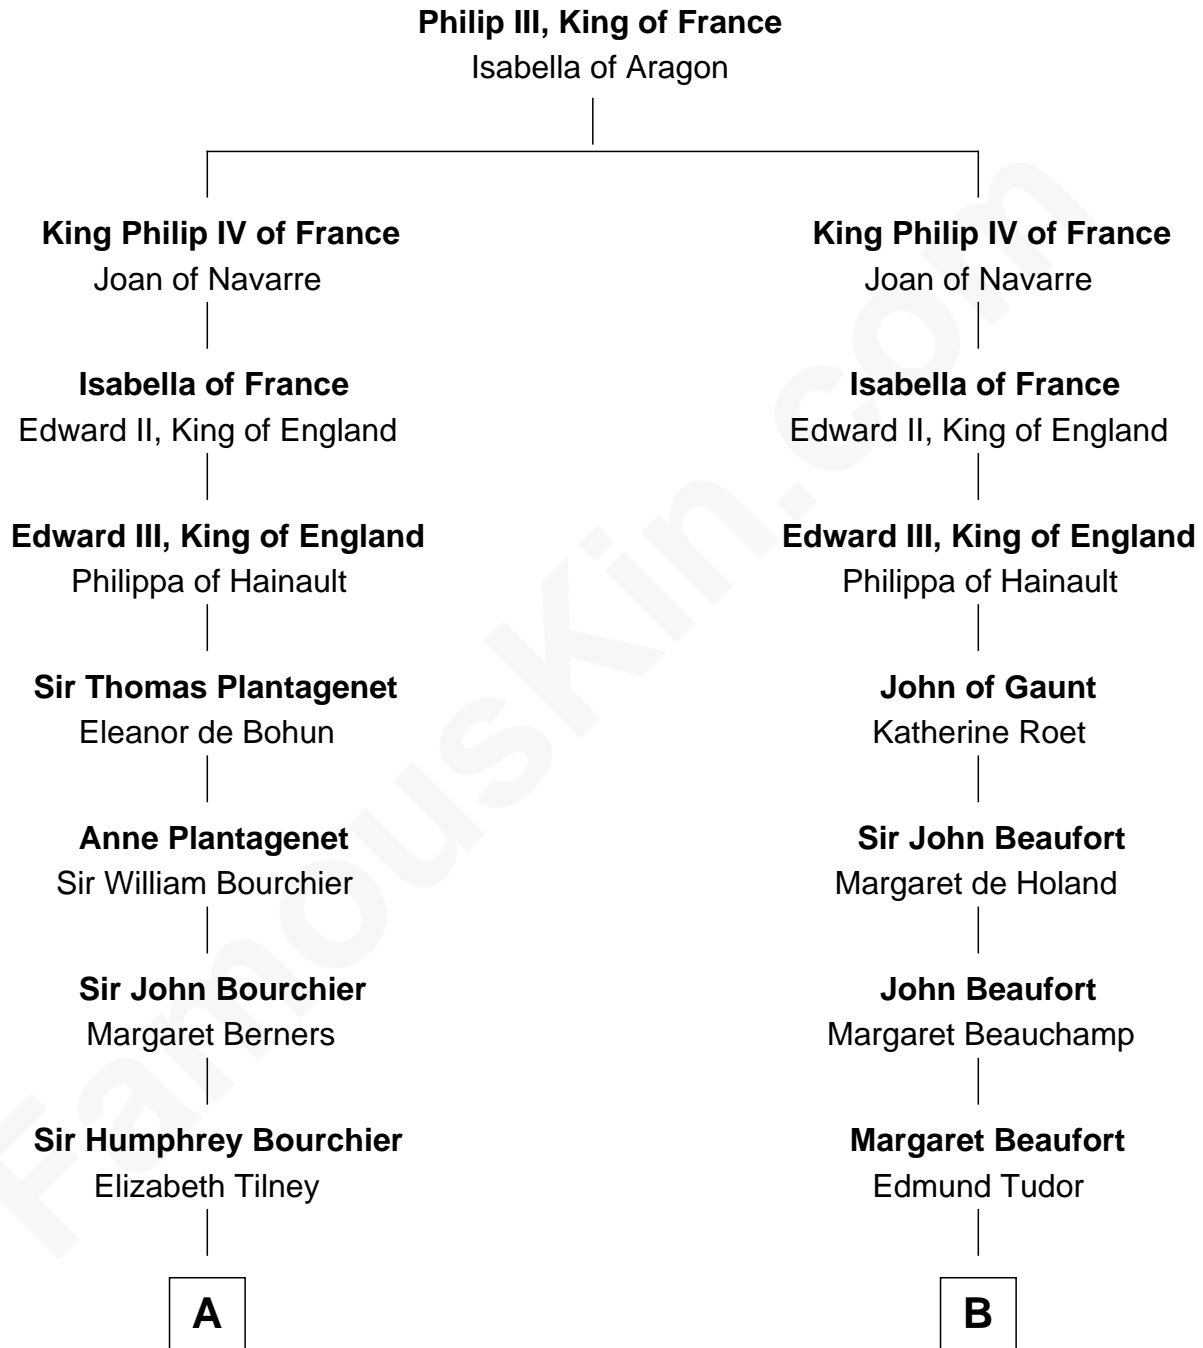 Philip III, King of France
Isabella of Aragon
King Philip IV of France
Joan of Navarre
Isabella of France
Edward II, King of England
Edward III, King of England
Philippa of Hainault
Sir Thomas Plantagenet
Eleanor de Bohun
Anne Plantagenet
Sir William Bourchier
Sir John Bourchier
Margaret Berners
Sir Humphrey Bourchier
Elizabeth Tilney
A
King Philip IV of France
Joan of Navarre
Isabella of France
Edward II, King of England
Edward III, King of England
Philippa of Hainault
John of Gaunt
Katherine Roet
Sir John Beaufort
Margaret de Holand
John Beaufort
Margaret Beauchamp
Margaret Beaufort
Edmund Tudor
B
FamousKin.com